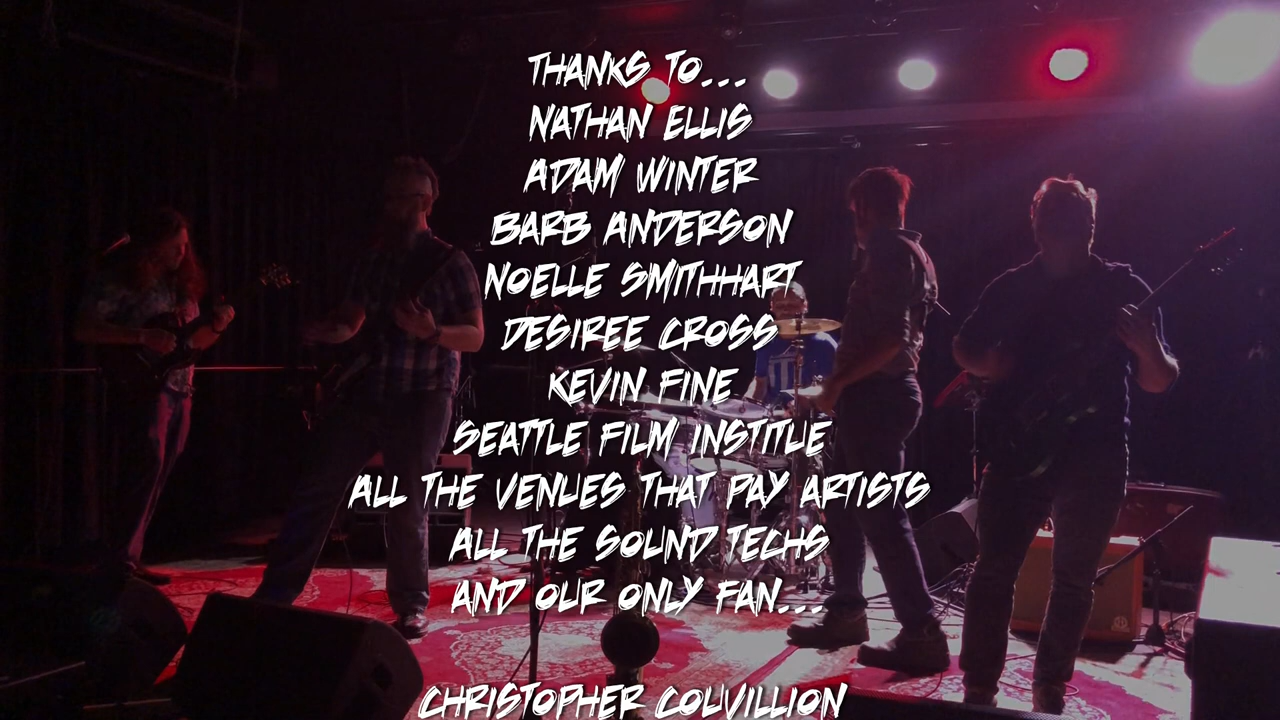 THANKS TO...
NATHAN ELLIS
ADAM WINTER
BARB ANDERSON
NOELLE SMITHHART
DESIREE CROSS
KEVIN FINE
SEATTLE FILM INSTITUE
ALL THE VENUES THAT PAY ARTISTS
ALL THE SOUND TECHS
AND OUR ONLY FAN...
CHRISTOPHER COUVILLION